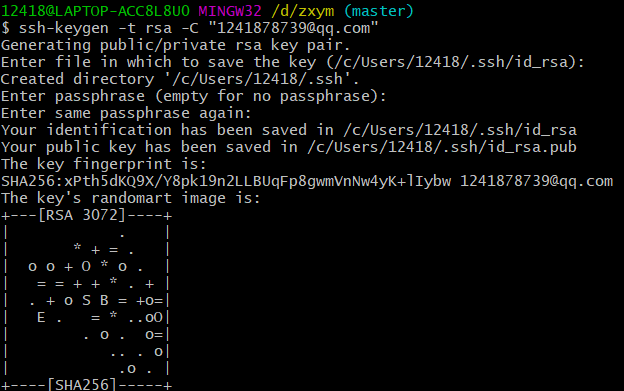 12418@LAPTOP-ACC8L8UO MINGW32 /d/zxym (master)
$ ssh-keygen -t rsa -C "1241878739@qq.com"
Generating public/private rsa key pair.
Enter file in which to save the key (/c/Users/12418/.ssh/id_rsa):
Created directory '/c/Users/12418/.ssh'.
Enter passphrase (empty for no passphrase):
Enter same passphrase again:
Your identification has been saved in /c/Users/12418/.ssh/id_rsa
Your public key has been saved in /c/Users/12418/.ssh/id_rsa.pub
The key fingerprint is:
SHA256:xPth5dKQ9X/Y8pk19n2LLBUqFp8gwmVnNw4yK+lIybw 1241878739@qq.com
The key's randomart image is:
+---[RSA 3072]----+
|            .    |
|       * + = .   |
|  o o + O * o .  |
|   = = + + * . + |
|  . + o S B = +o=|
|   E .   = * ..oO|
|        . o .  o=|
|           .. . o|
|            .o . |
+----[SHA256]-----+